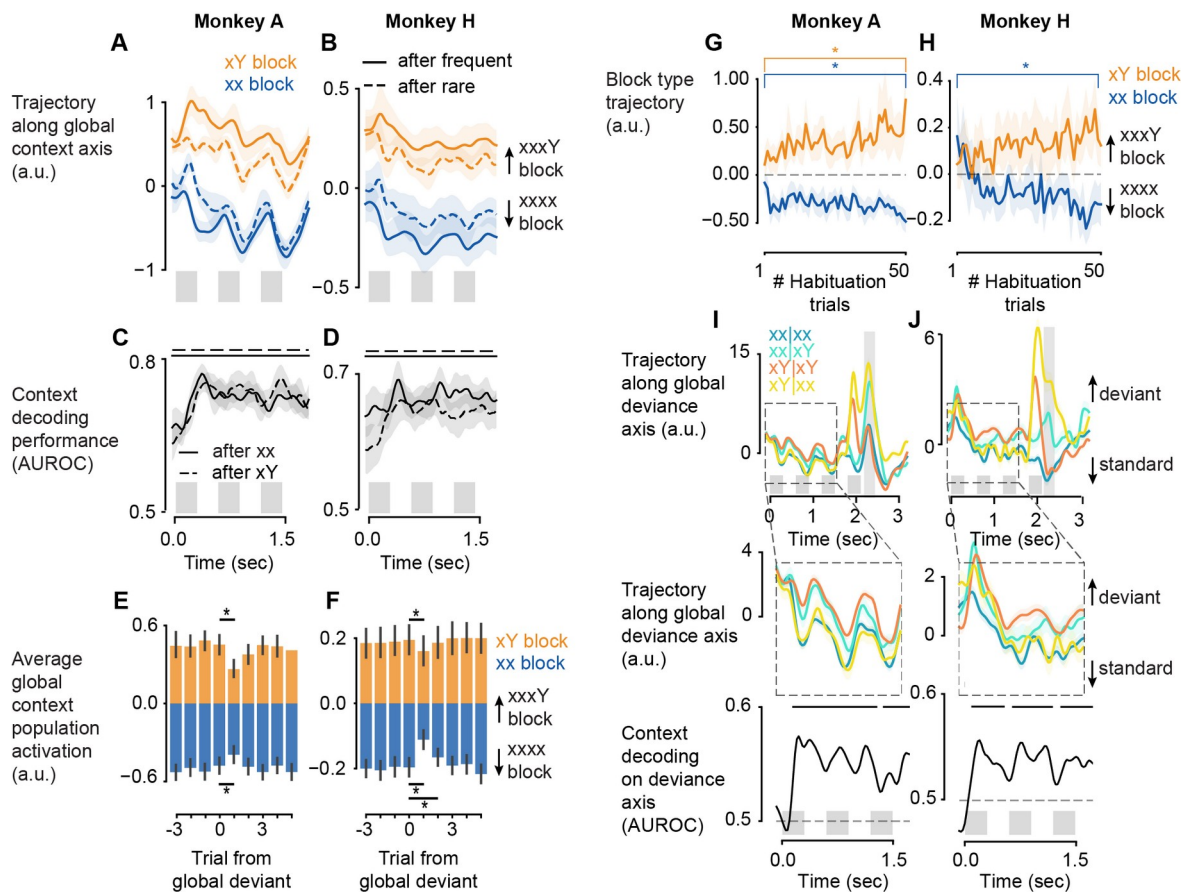 Monkey A
Monkey H
A
B
xY block
xx block
after frequent
after rare
Trajectory
along global
context axis
(a.u.)
1
0
−1
0.5
0.0
−0.5
xxxY
block
xxxx
block
C
D
Context
decoding
performance
(AUROC)
0.8
0.5
after xx
after xY
0.7
0.5
0.0
1.5
Time (sec)
0.0
1.5
Time (sec)
E
F
Average
global
context
population
activation
(a.u.)
0.6
0.0
−0.6
*
*
0.2
0.0
−0.2
*
*
*
xY block
xx block
xxxY
block
xxxx
block
-3
0
3
Trial from
global deviant
-3
0
3
Trial from
global deviant
Monkey A
Monkey H
G
H
Block type
trajectory
(a.u.)
*
*
*
1.00
0.50
0.00
−0.50
0.4
0.2
0.0
−0.2
xY block
xx block
xxxY
block
xxxx
block
1
50
# Habituation
trials
1
50
# Habituation
trials
I
J
xx|xx
xx|xY
xY|xY
xY|xx
Trajectory
along global
deviance
axis (a.u.)
15
0
6
0
deviant
standard
0
1
2
3
Time (sec)
0
1
2
3
Time (sec)
Trajectory
along global
deviance axis
(a.u.)
4
0
2
0
deviant
standard
Context
decoding
on deviance
axis
(AUROC)
0.6
0.5
0.6
0.5
0.0
1.5
Time (sec)
0.0
1.5
Time (sec)